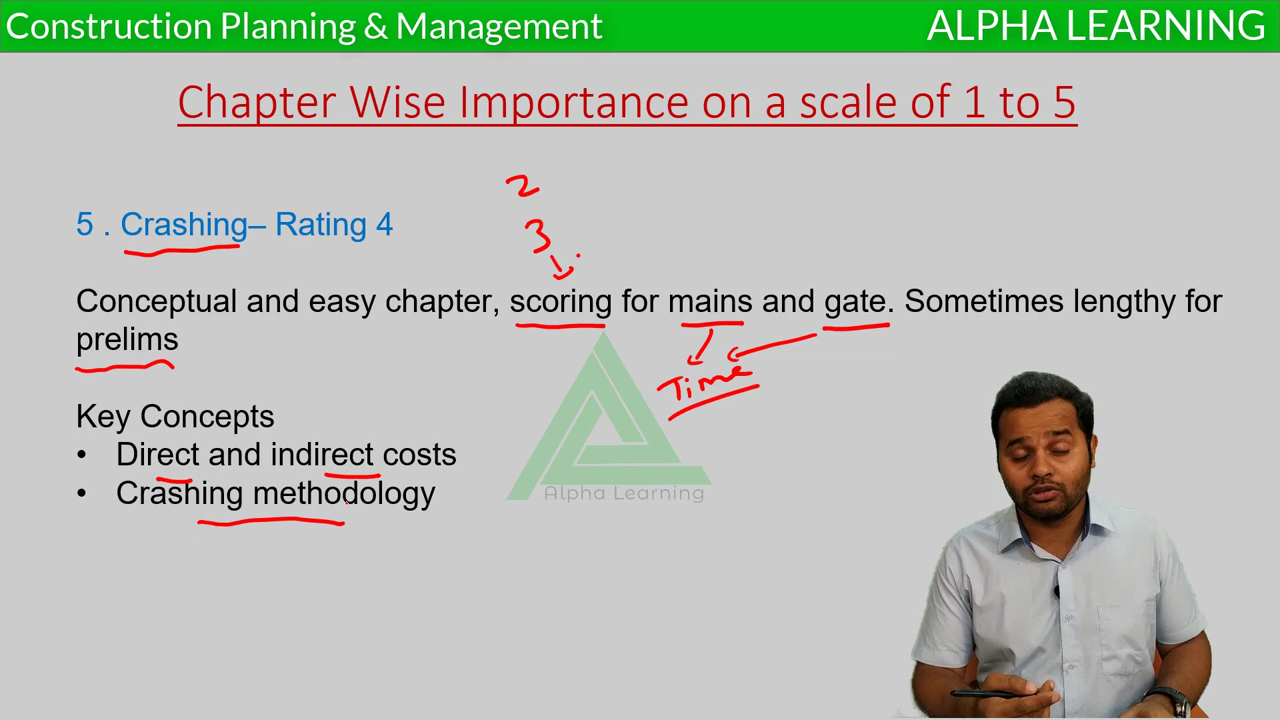 Construction Planning & Management
ALPHA LEARNING
Chapter Wise Importance on a scale of 1 to 5
2
5 . Crashing– Rating 4
3
Conceptual and easy chapter, scoring for mains and gate. Sometimes lengthy for
prelims
Time
Key Concepts
• Direct and indirect costs
• Crashing methodology
Alpha Learning